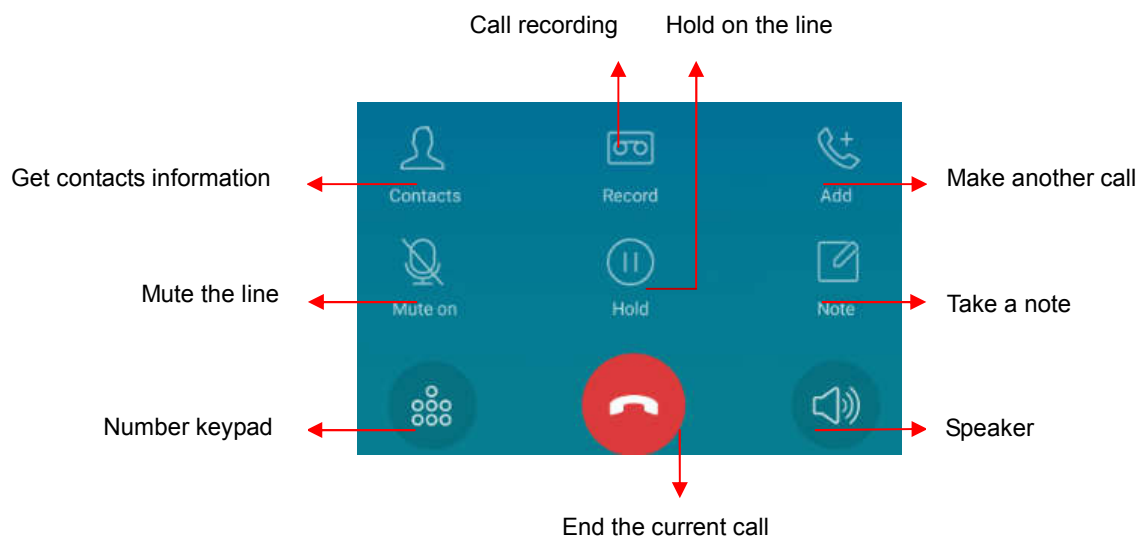 Call recording
Hold on the line
Get contacts information
Contacts
Record
Add
Make another call
Mute the line
Mute on
Hold
Note
Take a note
Number keypad
Speaker
End the current call